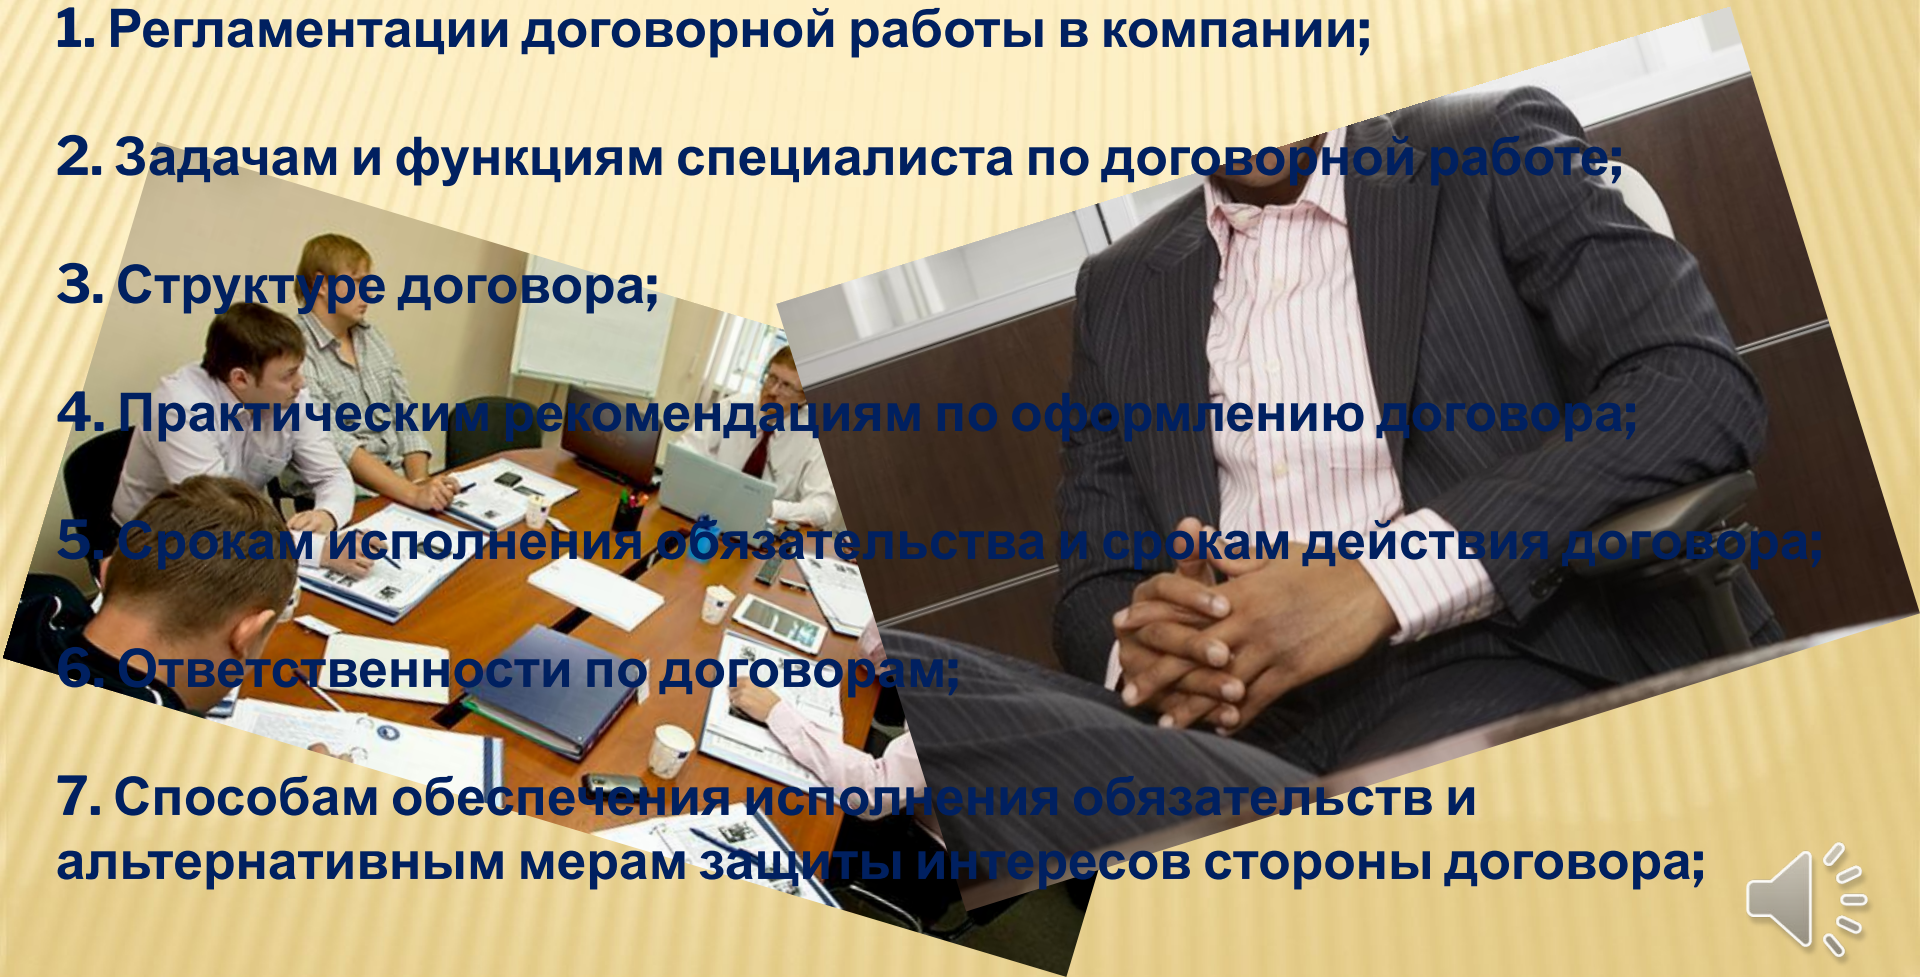 1. Регламентации договорной работы в компании;
2. Задачам и функциям специалиста по договорной работе;
3. Структуре договора;
4. Практическим рекомендациям по оформлению договора;
5. Срокам исполнения обязательства и срокам действия договора;
6. Ответственности по договорам;
7. Способам обеспечения исполнения обязательств и
альтернативным мерам защиты интересов стороны договора;